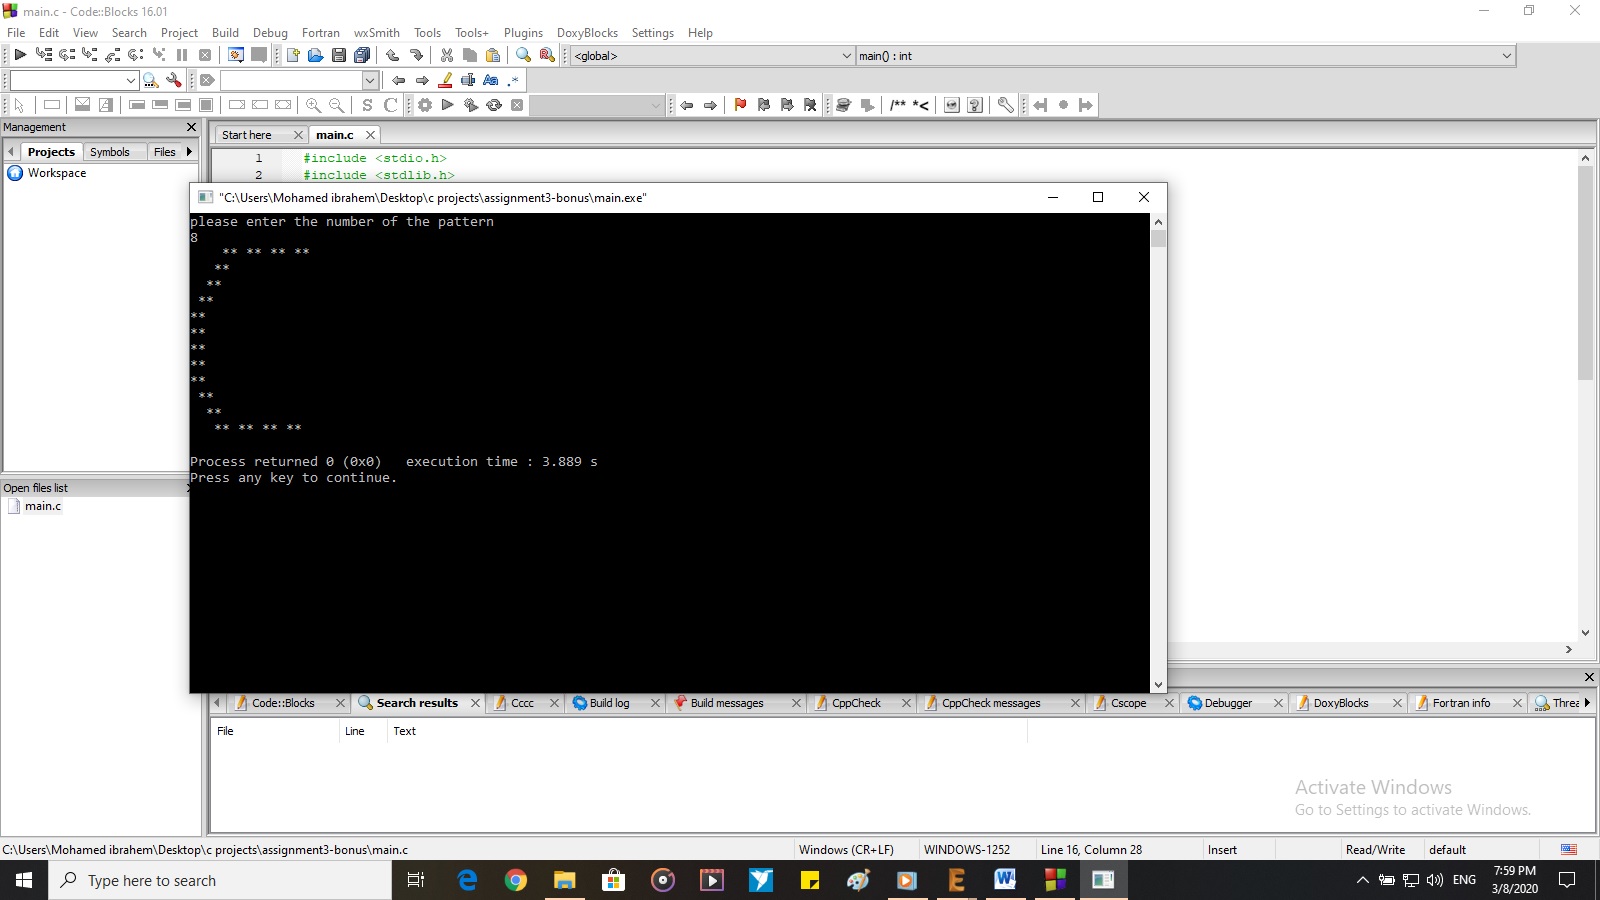 main.c - Code::Blocks 16.01
File Edit View Search Project Build Debug Fortran wxSmith Tools Tools+ Plugins DoxyBlocks Settings Help
<global> main() : int
S C /** *<
Management
Projects Symbols Files
Workspace
Start here main.c
1 #include <stdio.h>
2 #include <stdlib.h>
"C:\Users\Mohamed ibrahem\Desktop\c projects\assignment3-bonus\main.exe"
please enter the number of the pattern
8
    ** ** ** **
   **
  **
 **
**
**
**
**
**
 **
  **
   ** ** ** **
Process returned 0 (0x0)   execution time : 3.889 s
Press any key to continue.
Open files list
main.c
Code::Blocks Search results Cccc Build log Build messages CppCheck CppCheck messages Cscope Debugger DoxyBlocks Fortran info Threa
File Line Text
Activate Windows
Go to Settings to activate Windows.
C:\Users\Mohamed ibrahem\Desktop\c projects\assignment3-bonus\main.c Windows (CR+LF) WINDOWS-1252 Line 16, Column 28 Insert Read/Write default
Type here to search
ENG
7:59 PM
3/8/2020